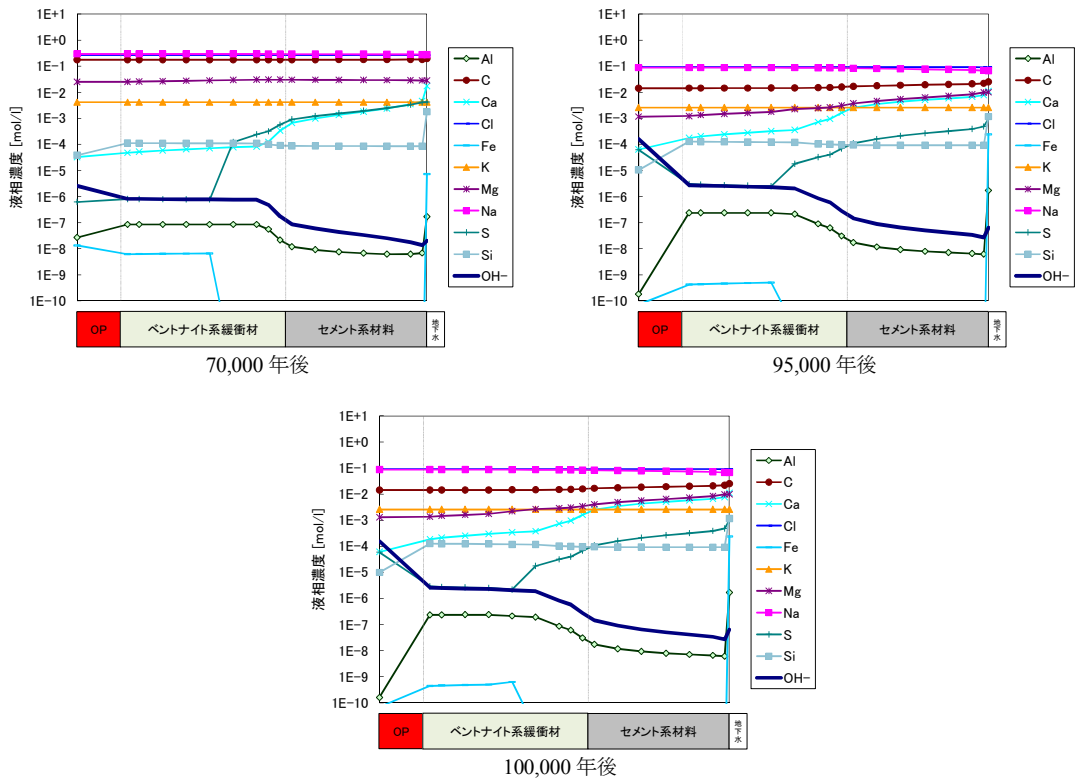 1E+1
1E+0
1E-1
1E-2
1E-3
1E-4
1E-5
1E-6
1E-7
1E-8
1E-9
1E-10
液相濃度 [mol/l]
Al
C
Ca
Cl
Fe
K
Mg
Na
S
Si
OH-
OP
ベントナイト系緩衝材
セメント系材料
地下水
70,000 年後
1E+1
1E+0
1E-1
1E-2
1E-3
1E-4
1E-5
1E-6
1E-7
1E-8
1E-9
1E-10
液相濃度 [mol/l]
Al
C
Ca
Cl
Fe
K
Mg
Na
S
Si
OH-
OP
ベントナイト系緩衝材
セメント系材料
地下水
95,000 年後
1E+1
1E+0
1E-1
1E-2
1E-3
1E-4
1E-5
1E-6
1E-7
1E-8
1E-9
1E-10
液相濃度 [mol/l]
Al
C
Ca
Cl
Fe
K
Mg
Na
S
Si
OH-
OP
ベントナイト系緩衝材
セメント系材料
地下水
100,000 年後